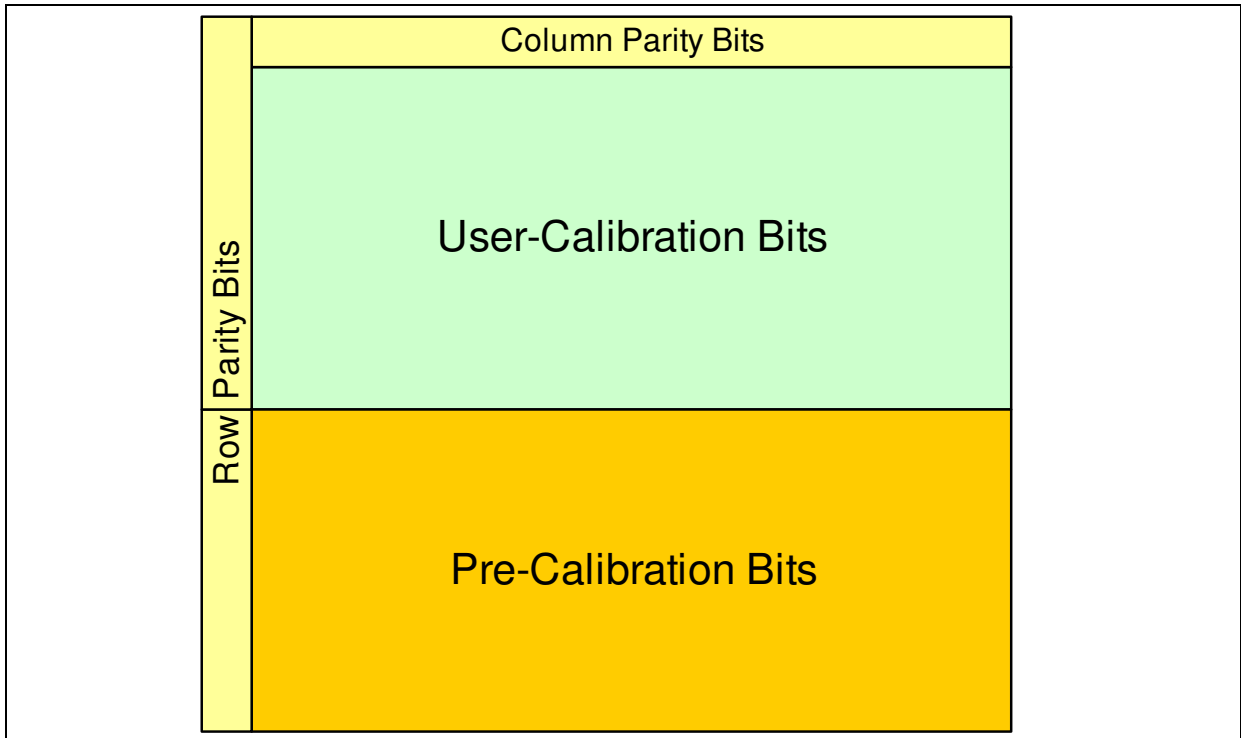 Column Parity Bits
User-Calibration Bits
Row Parity Bits
Pre-Calibration Bits